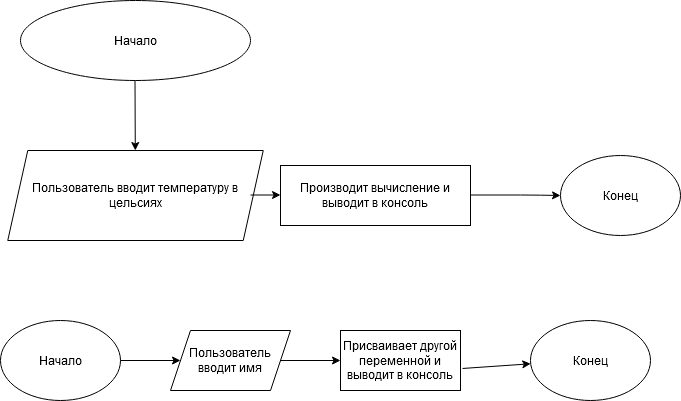 Начало
Пользователь вводит температуру в
цельсиях
Производит вычисление и
выводит в консоль
Конец
Начало
Пользователь
вводит имя
Присваивает другой
переменной и
выводит в консоль
Конец